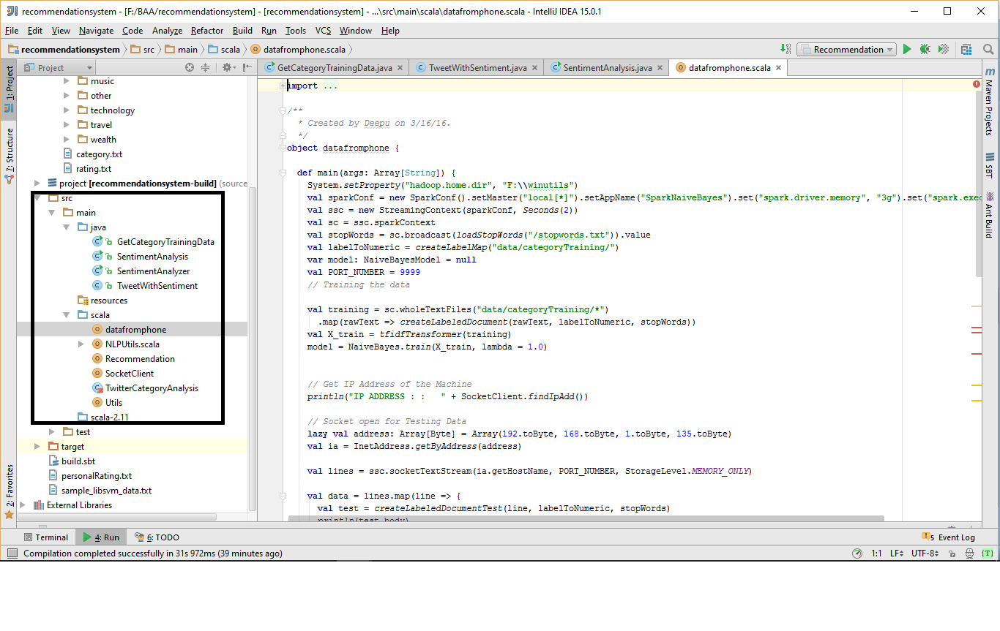 recommendationsystem - [F:/BAA/recommendationsystem] - [recommendationsystem] - ...\src\main\scala\datafromphone.scala - IntelliJ IDEA 15.0.1
File Edit View Navigate Code Analyze Refactor Build Run Tools VCS Window Help
recommendationsystem src main scala datafromphone.scala
Recommendation
Project
GetCategoryTrainingData.java TweetWithSentiment.java SentimentAnalysis.java datafromphone.scala
1: Project
7: Structure
2: Favorites
music
other
technology
travel
wealth
category.txt
rating.txt
project [recommendationsystem-build] (source
src
main
java
GetCategoryTrainingData
SentimentAnalysis
SentimentAnalyzer
TweetWithSentiment
resources
scala
datafromphone
NLPUtils.scala
Recommendation
SocketClient
TwitterCategoryAnalysis
Utils
scala-2.11
test
target
build.sbt
personalRating.txt
sample_libsvm_data.txt
External Libraries
import ...
/**
* Created by Deepu on 3/16/16.
*/
object datafromphone {
def main(args: Array[String]) {
System.setProperty("hadoop.home.dir", "F:\\winutils")
val sparkConf = new SparkConf().setMaster("local[*]").setAppName("SparkNaiveBayes").set("spark.driver.memory", "3g").set("spark.exec
val ssc = new StreamingContext(sparkConf, Seconds(2))
val sc = ssc.sparkContext
val stopWords = sc.broadcast(loadStopWords("/stopwords.txt")).value
val labelToNumeric = createLabelMap("data/categoryTraining/")
var model: NaiveBayesModel = null
val PORT_NUMBER = 9999
// Training the data
val training = sc.wholeTextFiles("data/categoryTraining/*")
.map(rawText => createLabeledDocument(rawText, labelToNumeric, stopWords))
val X_train = tfidfTransformer(training)
model = NaiveBayes.train(X_train, lambda = 1.0)
// Get IP Address of the Machine
println("IP ADDRESS : :   " + SocketClient.findIpAdd())
// Socket open for Testing Data
lazy val address: Array[Byte] = Array(192.toByte, 168.toByte, 1.toByte, 135.toByte)
val ia = InetAddress.getByAddress(address)
val lines = ssc.socketTextStream(ia.getHostName, PORT_NUMBER, StorageLevel.MEMORY_ONLY)
val data = lines.map(line => {
val test = createLabeledDocumentTest(line, labelToNumeric, stopWords)
println(test.body)
Maven Projects
SBT
Ant Build
Terminal 4: Run 6: TODO 5 Event Log
Compilation completed successfully in 31s 972ms (39 minutes ago) 1:1 LF UTF-8 [T]